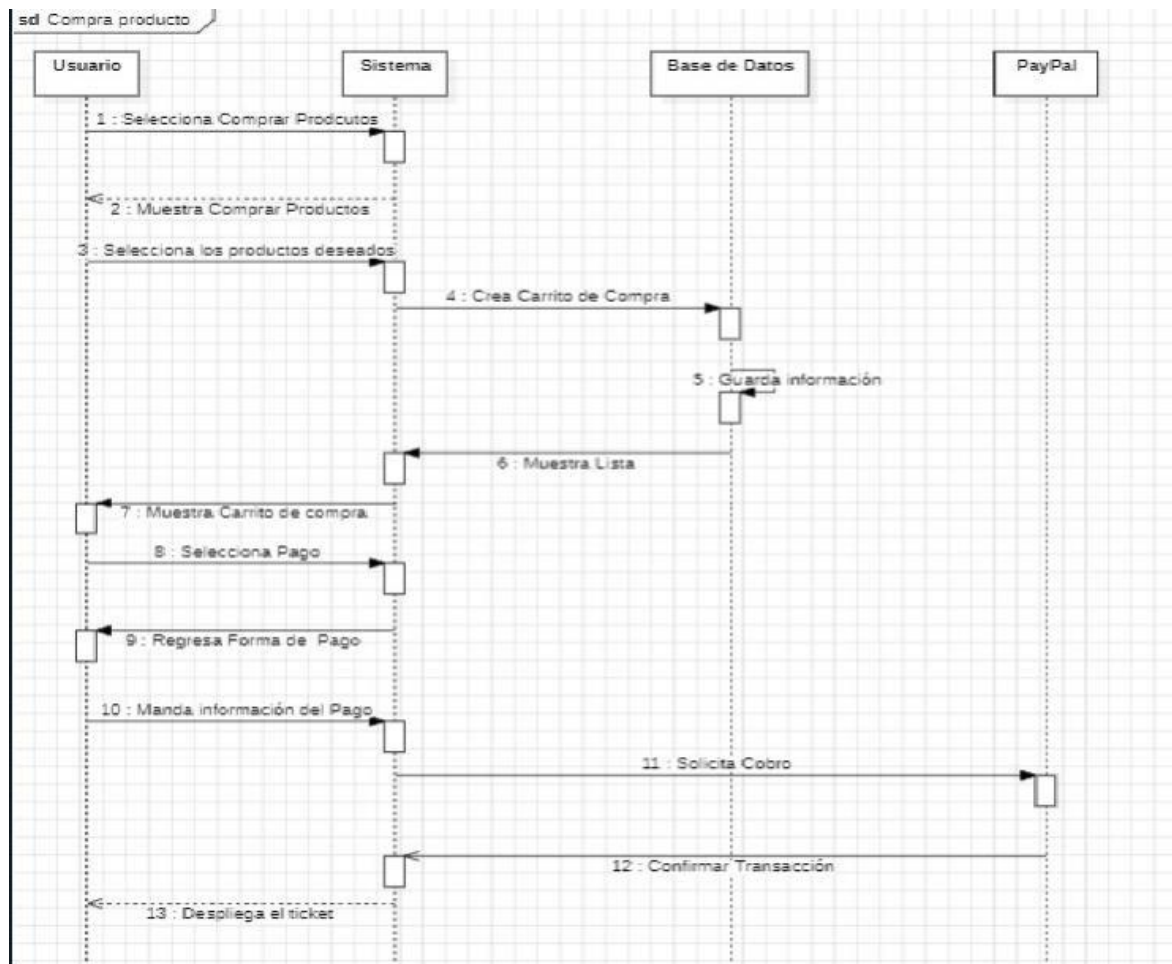 sd Compra producto
Usuario
Sistema
Base de Datos
PayPal
1 : Selecciona Comprar Prodcutos
2 : Muestra Comprar Productos
3 : Selecciona los productos deseados
4 : Crea Carrito de Compra
5 : Guarda información
6 : Muestra Lista
7 : Muestra Carrito de compra
8 : Selecciona Pago
9 : Regresa Forma de Pago
10 : Manda información del Pago
11 : Solicita Cobro
12 : Confirmar Transacción
13 : Despliega el ticket